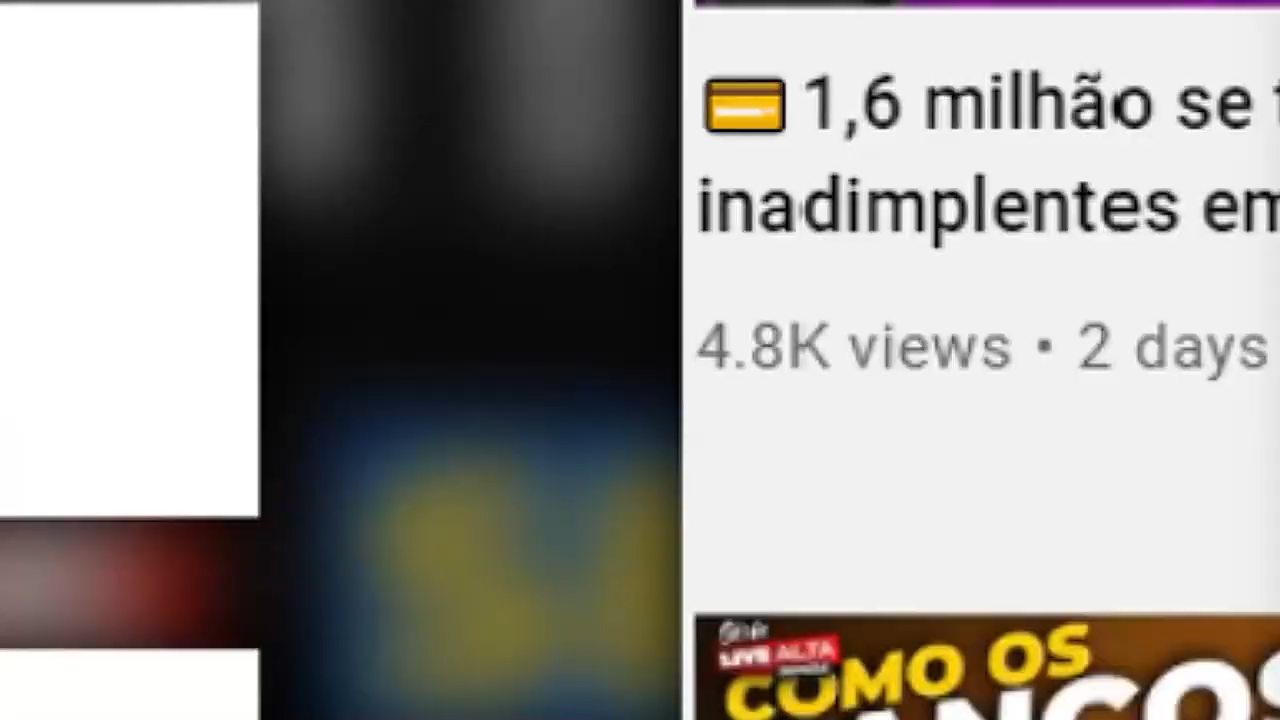 1,6 milhão se
inadimplentes em
4.8K views • 2 days
LIVE ALTA
COMO OS